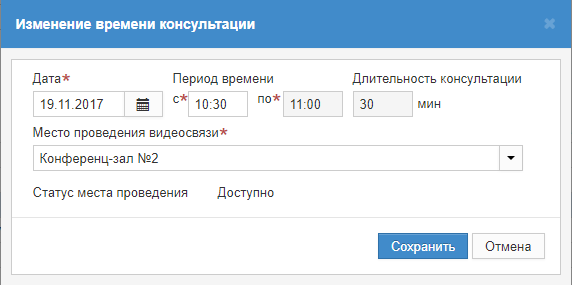 Изменение времени консультации
Дата* Период времени Длительность консультации
19.11.2017 с* 10:30 по* 11:00 30 мин
Место проведения видеосвязи*
Конференц-зал №2
Статус места проведения Доступно
Сохранить Отмена